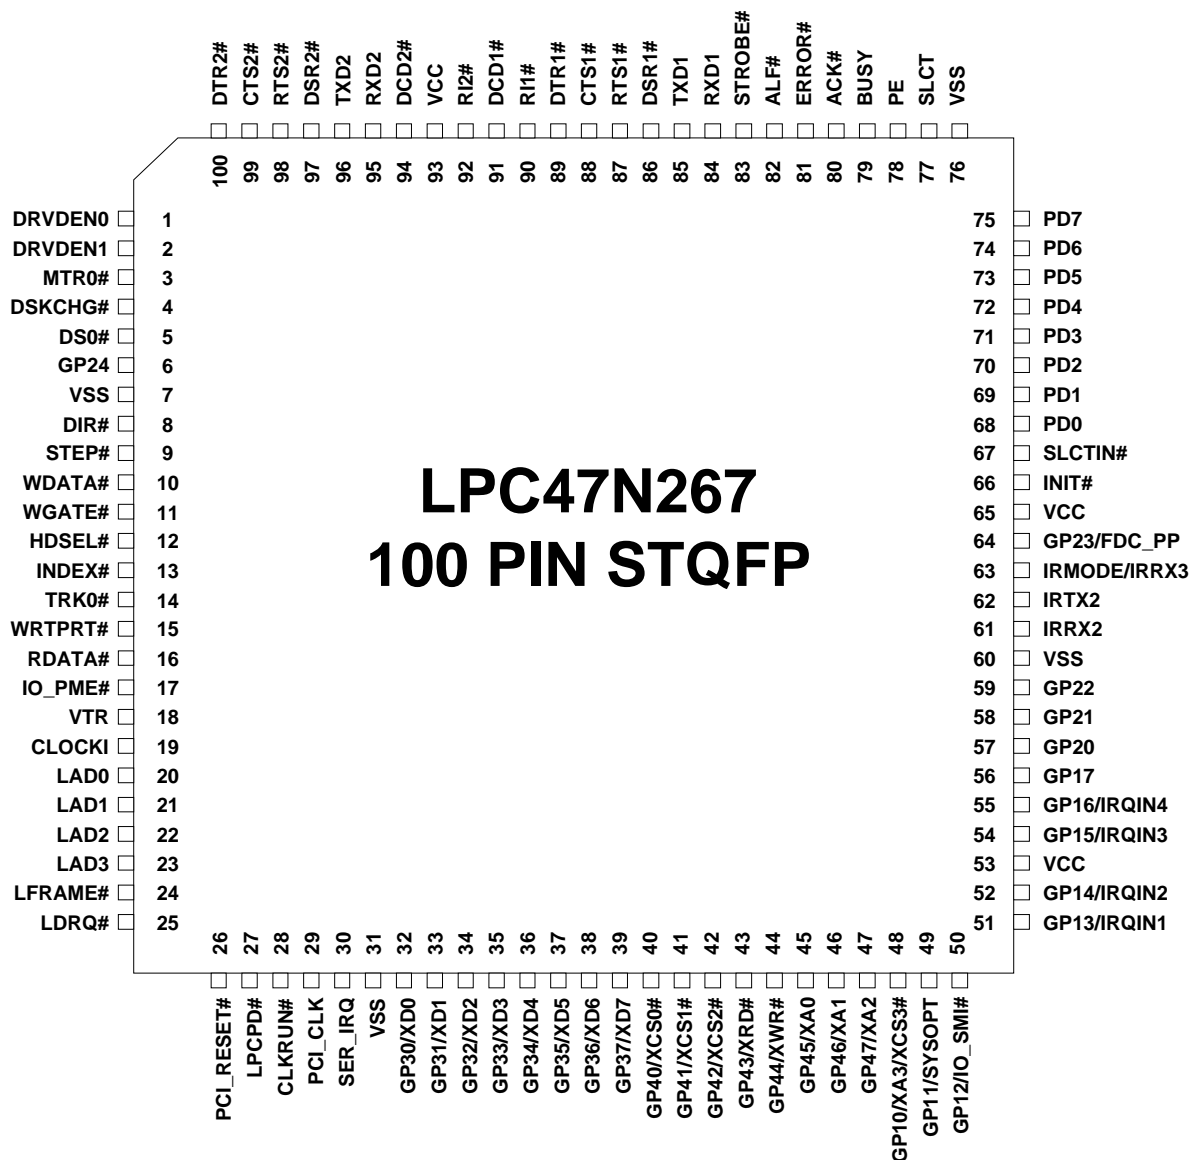 DTR2# CTS2# RTS2# DSR2# TXD2 RXD2 DCD2# VCC RI2# DCD1# RI1# DTR1# CTS1# RTS1# DSR1# TXD1 RXD1 STROBE# ALF# ERROR# ACK# BUSY PE SLCT VSS
100 99 98 97 96 95 94 93 92 91 90 89 88 87 86 85 84 83 82 81 80 79 78 77 76
DRVDEN0 1 75 PD7
DRVDEN1 2 74 PD6
MTR0# 3 73 PD5
DSKCHG# 4 72 PD4
DS0# 5 71 PD3
GP24 6 70 PD2
VSS 7 69 PD1
DIR# 8 68 PD0
STEP# 9 67 SLCTIN#
WDATA# 10 66 INIT#
WGATE# 11 65 VCC
HDSEL# 12 64 GP23/FDC_PP
INDEX# 13 63 IRMODE/IRRX3
TRK0# 14 62 IRTX2
WRTPRT# 15 61 IRRX2
RDATA# 16 60 VSS
IO_PME# 17 59 GP22
VTR 18 58 GP21
CLOCKI 19 57 GP20
LAD0 20 56 GP17
LAD1 21 55 GP16/IRQIN4
LAD2 22 54 GP15/IRQIN3
LAD3 23 53 VCC
LFRAME# 24 52 GP14/IRQIN2
LDRQ# 25 51 GP13/IRQIN1
LPC47N267
100 PIN STQFP
26 27 28 29 30 31 32 33 34 35 36 37 38 39 40 41 42 43 44 45 46 47 48 49 50
PCI_RESET# LPCPD# CLKRUN# PCI_CLK SER_IRQ VSS GP30/XD0 GP31/XD1 GP32/XD2 GP33/XD3 GP34/XD4 GP35/XD5 GP36/XD6 GP37/XD7 GP40/XCS0# GP41/XCS1# GP42/XCS2# GP43/XRD# GP44/XWR# GP45/XA0 GP46/XA1 GP47/XA2 GP10/XA3/XCS3# GP11/SYSOPT GP12/IO_SMI#